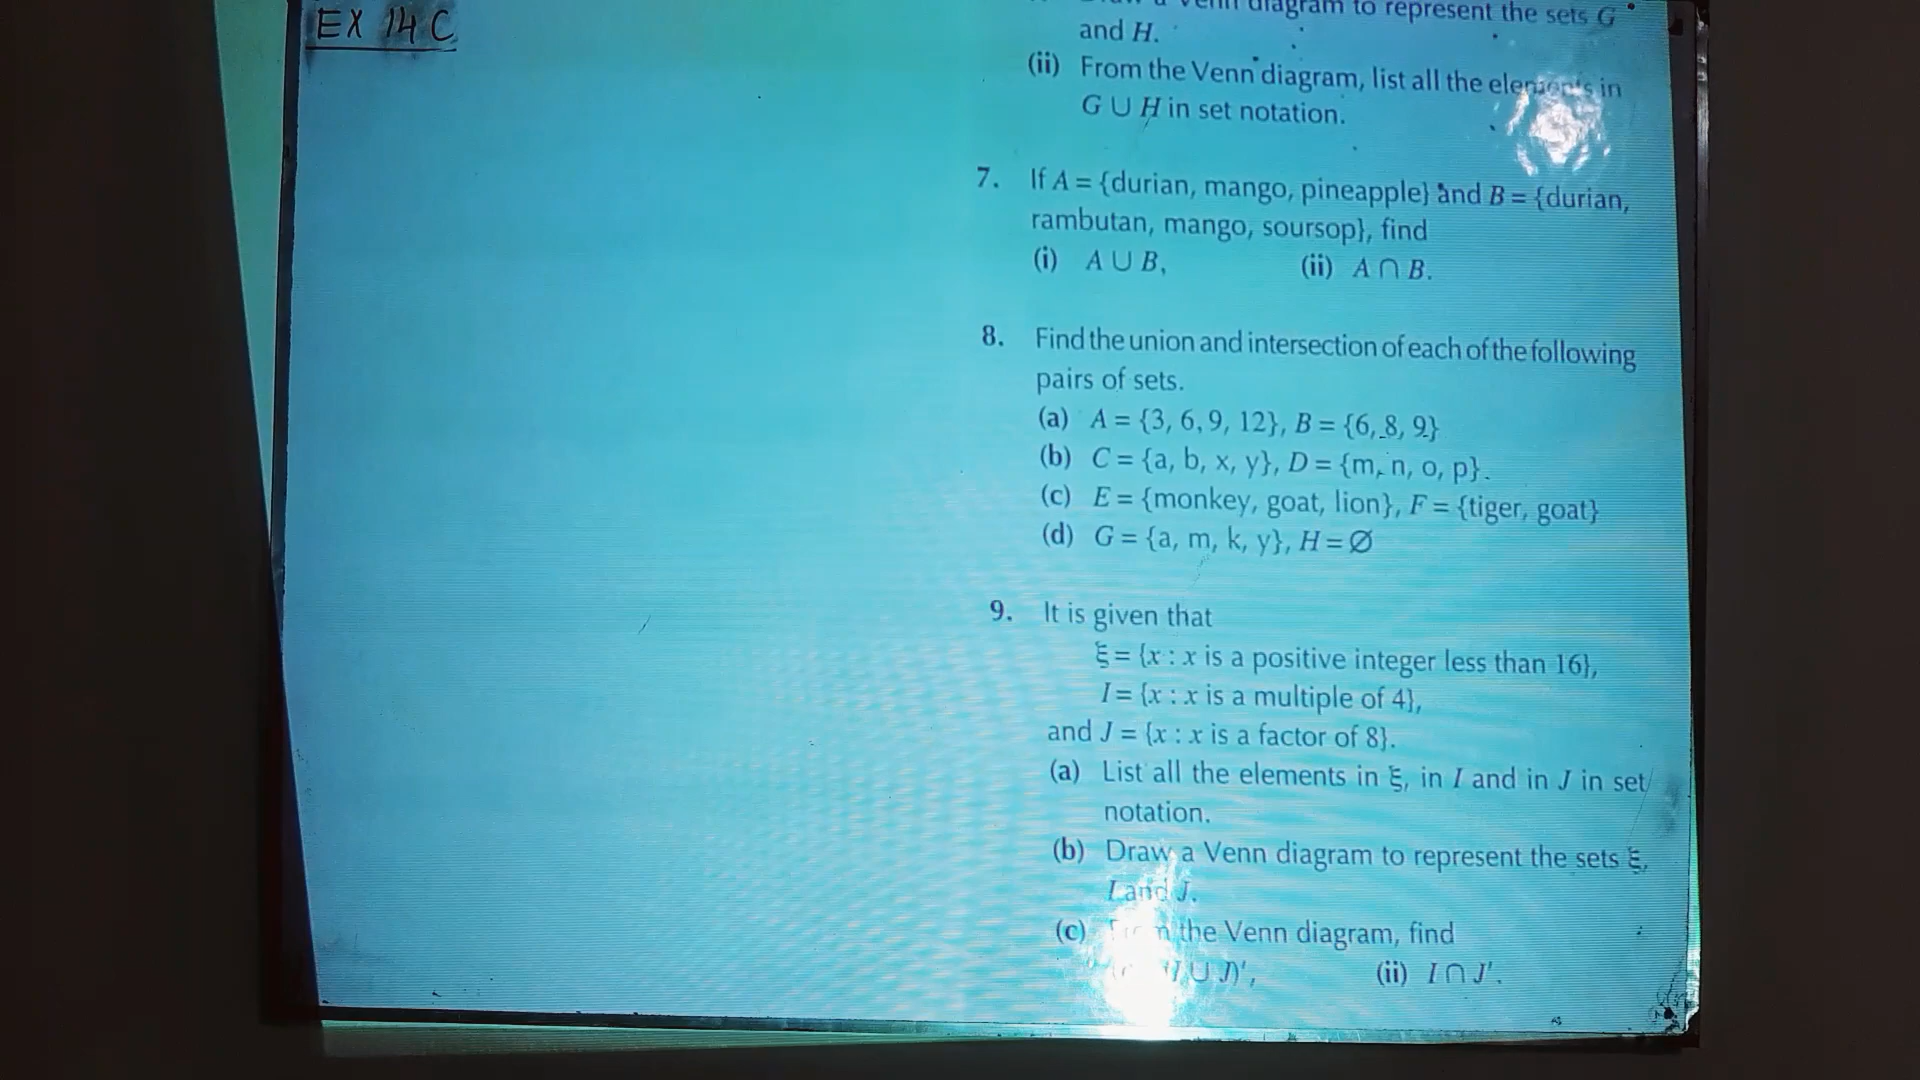 EX 14 C
diagram to represent the sets G
and H.
(ii) From the Venn diagram, list all the elements in
G ∪ H in set notation.
7. If A = {durian, mango, pineapple} and B = {durian,
rambutan, mango, soursop}, find
(i) A ∪ B, (ii) A ∩ B.
8. Find the union and intersection of each of the following
pairs of sets.
(a) A = {3, 6, 9, 12}, B = {6, 8, 9}
(b) C = {a, b, x, y}, D = {m, n, o, p}.
(c) E = {monkey, goat, lion}, F = {tiger, goat}
(d) G = {a, m, k, y}, H = Ø
9. It is given that
ξ = {x : x is a positive integer less than 16},
I = {x : x is a multiple of 4},
and J = {x : x is a factor of 8}.
(a) List all the elements in ξ, in I and in J in set
notation.
(b) Draw a Venn diagram to represent the sets ξ,
I and J.
(c) the Venn diagram, find
I ∪ J)', (ii) I ∩ J'.